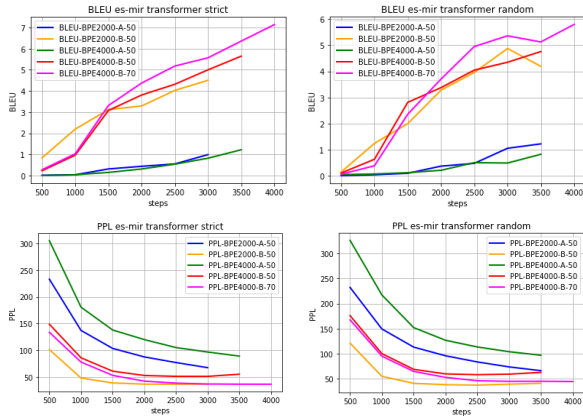 BLEU es-mir transformer strict
BLEU
7
6
5
4
3
2
1
0
BLEU-BPE2000-A-50
BLEU-BPE2000-B-50
BLEU-BPE4000-A-50
BLEU-BPE4000-B-50
BLEU-BPE4000-B-70
500 1000 1500 2000 2500 3000 3500 4000
steps
BLEU es-mir transformer random
BLEU
6
5
4
3
2
1
0
BLEU-BPE2000-A-50
BLEU-BPE2000-B-50
BLEU-BPE4000-A-50
BLEU-BPE4000-B-50
BLEU-BPE4000-B-70
500 1000 1500 2000 2500 3000 3500 4000
steps
PPL es-mir transformer strict
PPL
300
250
200
150
100
50
PPL-BPE2000-A-50
PPL-BPE2000-B-50
PPL-BPE4000-A-50
PPL-BPE4000-B-50
PPL-BPE4000-B-70
500 1000 1500 2000 2500 3000 3500 4000
steps
PPL es-mir transformer random
PPL
300
250
200
150
100
50
PPL-BPE2000-A-50
PPL-BPE2000-B-50
PPL-BPE4000-A-50
PPL-BPE4000-B-50
PPL-BPE4000-B-70
500 1000 1500 2000 2500 3000 3500 4000
steps